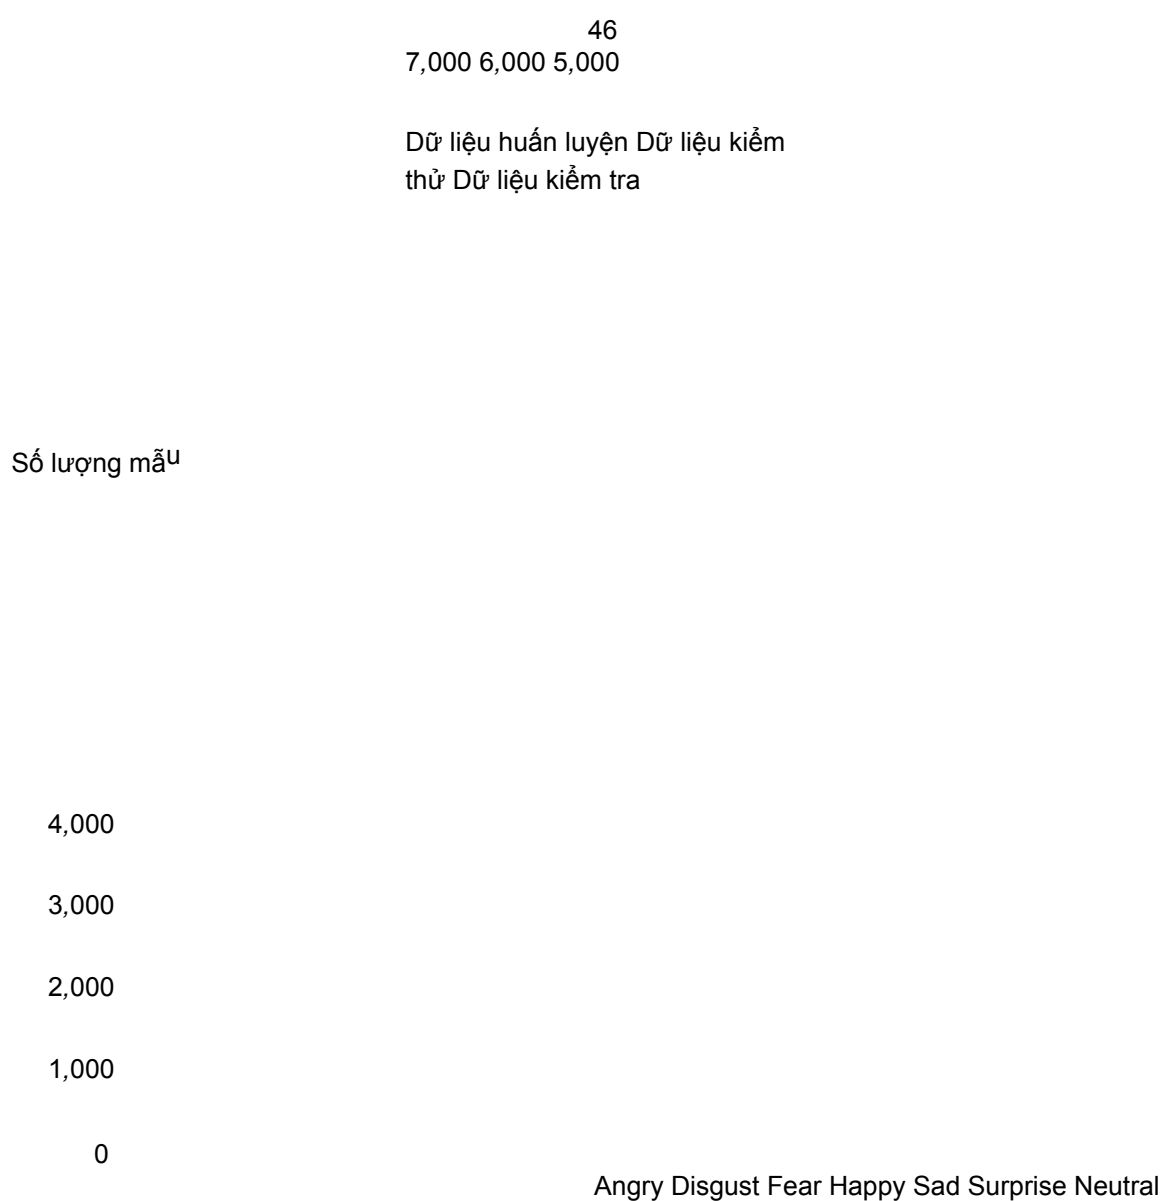 46
7,000 6,000 5,000
Dữ liệu huấn luyện Dữ liệu kiểm
thử Dữ liệu kiểm tra
Số lượng mẫu
4,000
3,000
2,000
1,000
0
Angry Disgust Fear Happy Sad Surprise Neutral